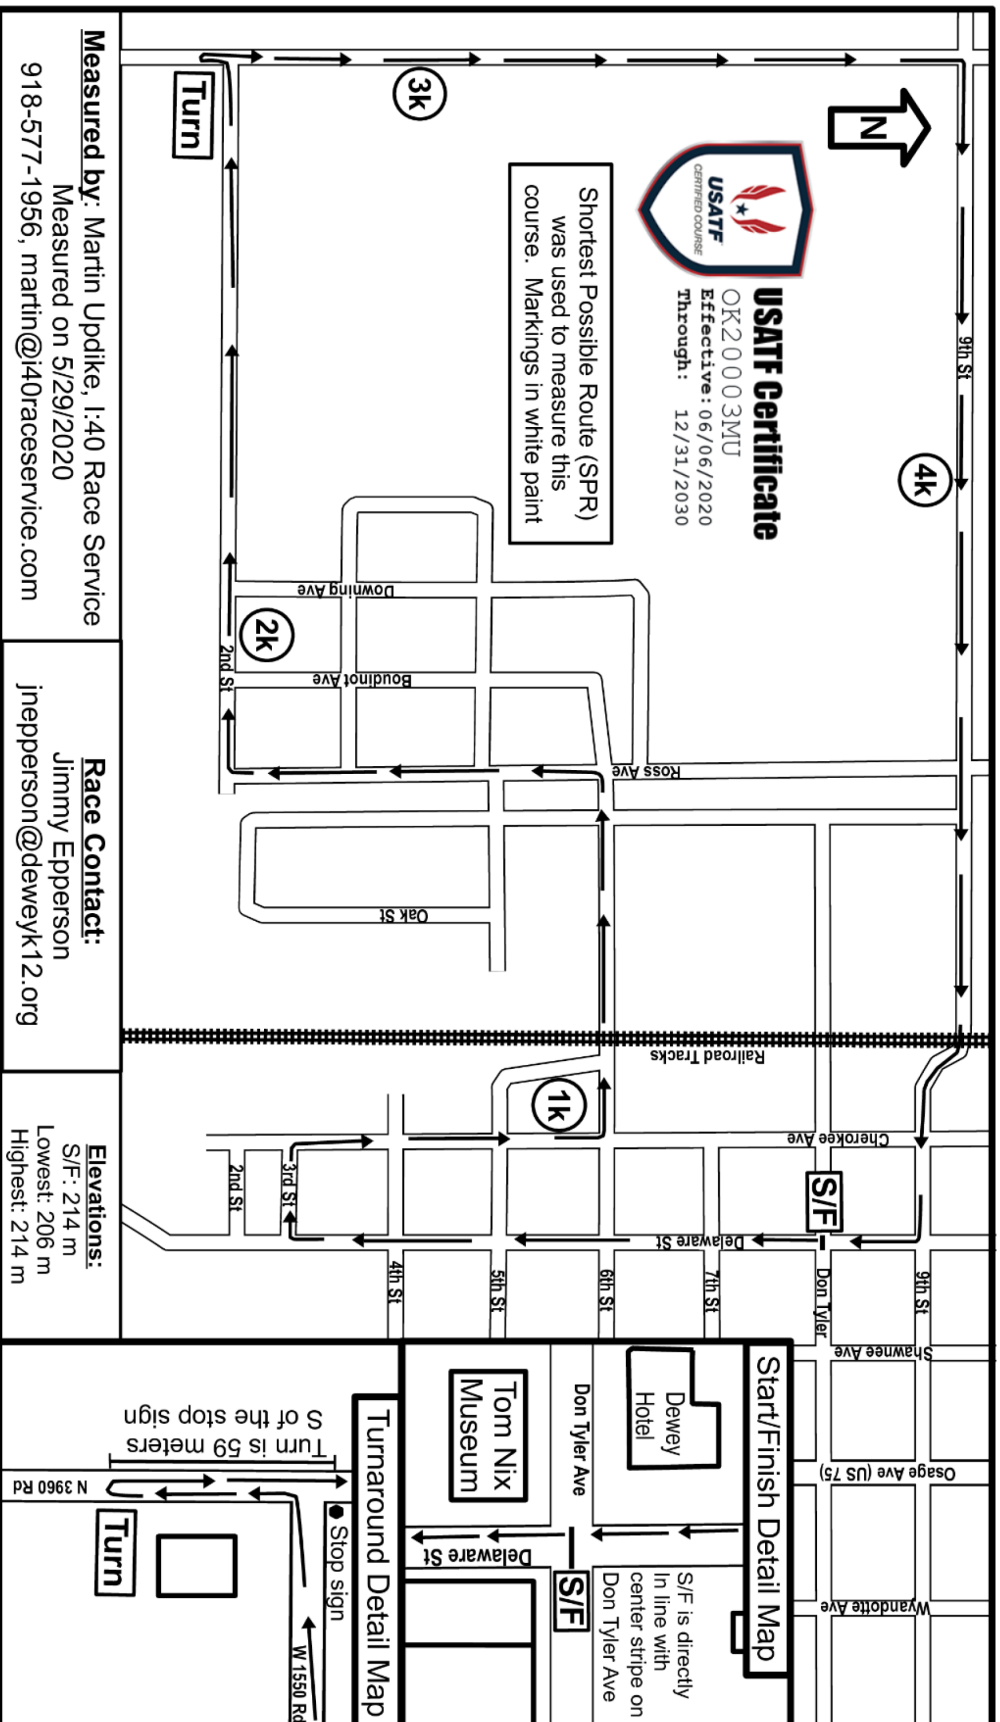 9th St
4k
N
USATF
CERTIFIED COURSE
USATF Certificate
OK20003MU
Effective: 06/06/2020
Through: 12/31/2030
Shortest Possible Route (SPR)
was used to measure this
course. Markings in white paint
3k
Turn
Downing Ave
2k
Boudinot Ave
2nd St
Ross Ave
Oak St
Railroad Tracks
1k
Cherokee Ave
S/F
Delaware St
3rd St
2nd St
4th St
5th St
6th St
7th St
Don Tyler
9th St
Shawnee Ave
Osage Ave (US 75)
Wyandotte Ave
Start/Finish Detail Map
Dewey
Hotel
Don Tyler Ave
Tom Nix
Museum
Delaware St
S/F
S/F is directly
In line with
center stripe on
Don Tyler Ave
Turnaround Detail Map
Turn is 59 meters
S of the stop sign
Stop sign
N 3960 Rd
W 1550 Rd
Turn
Measured by: Martin Updike, I:40 Race Service
Measured on 5/29/2020
918-577-1956, martin@i40raceservice.com
Race Contact:
Jimmy Epperson
jnepperson@deweyk12.org
Elevations:
S/F: 214 m
Lowest: 206 m
Highest: 214 m